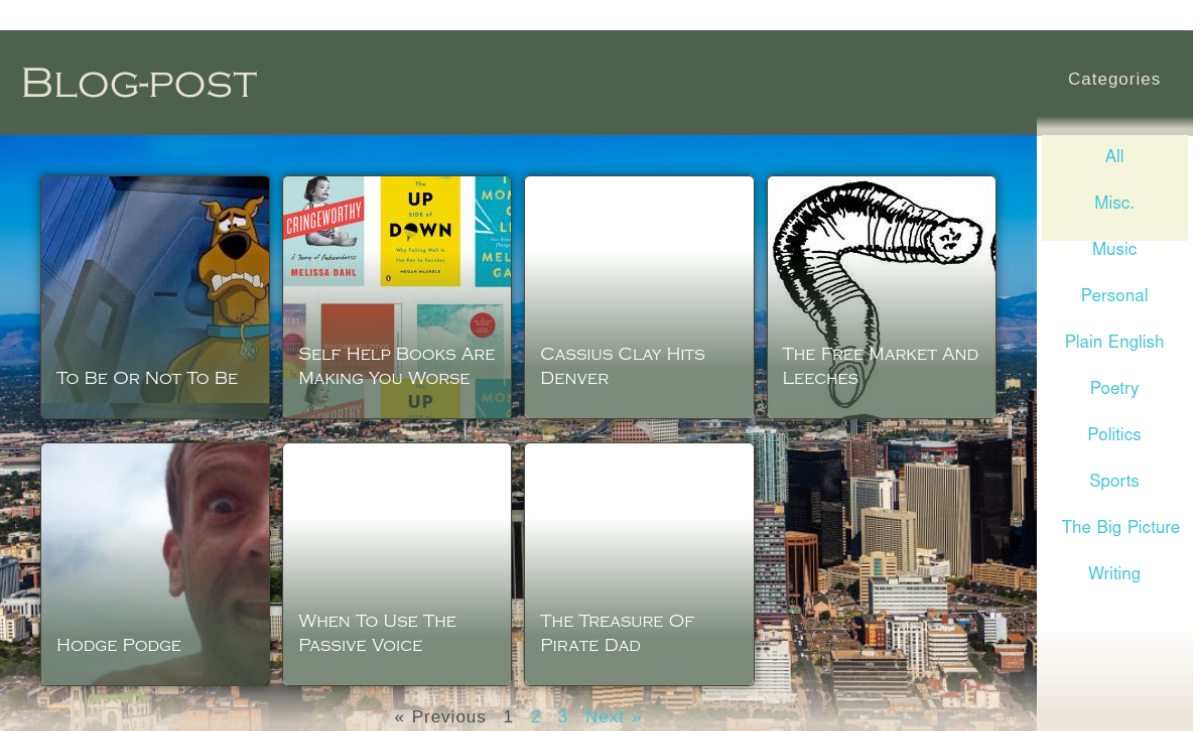 Blog-post
Categories
All
Misc.
Music
Personal
Plain English
Poetry
Politics
Sports
The Big Picture
Writing
To Be Or Not To Be
CRINGEWORTHY
A Theory of Awkwardness
MELISSA DAHL
The
UP
SIDE of
DOWN
Why Failing Well is
the Key to Success
MEGAN MCARDLE
MEL
GA
Self Help Books Are
Making You Worse
UP
Cassius Clay Hits
Denver
The Free Market And
Leeches
Hodge Podge
When To Use The
Passive Voice
The Treasure Of
Pirate Dad
« Previous 1 2 3 Next »